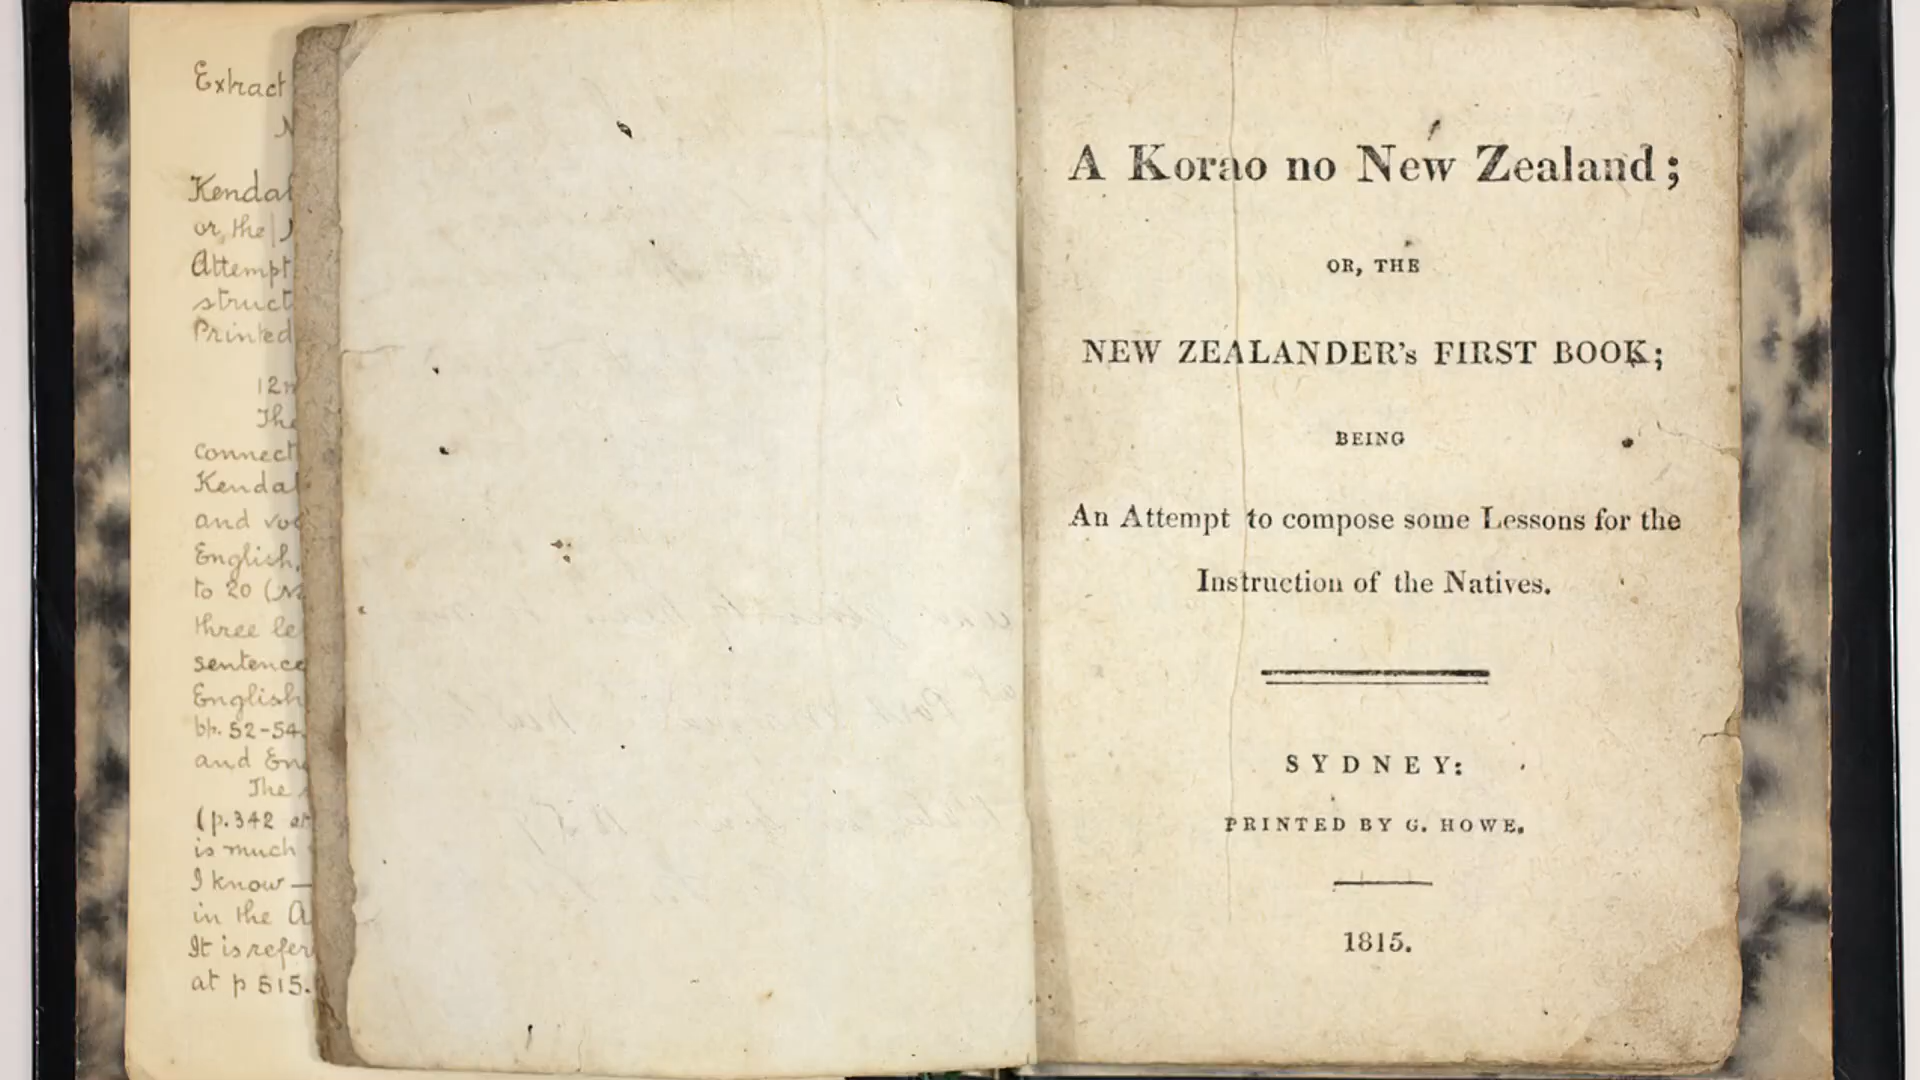 Extract
Kendal
or, the
Attempt
struct
Printed
12m
The
connect
Kendal
and voc
English,
to 20 (N
three le
sentence
English
pp. 52-54.
and En
The
(p. 342 at
is much
I know —
in the A
It is refer
at p 515.
A Korao no New Zealand;
OR, THE
NEW ZEALANDER's FIRST BOOK;
BEING
An Attempt to compose some Lessons for the
Instruction of the Natives.
SYDNEY:
PRINTED BY G. HOWE.
1815.